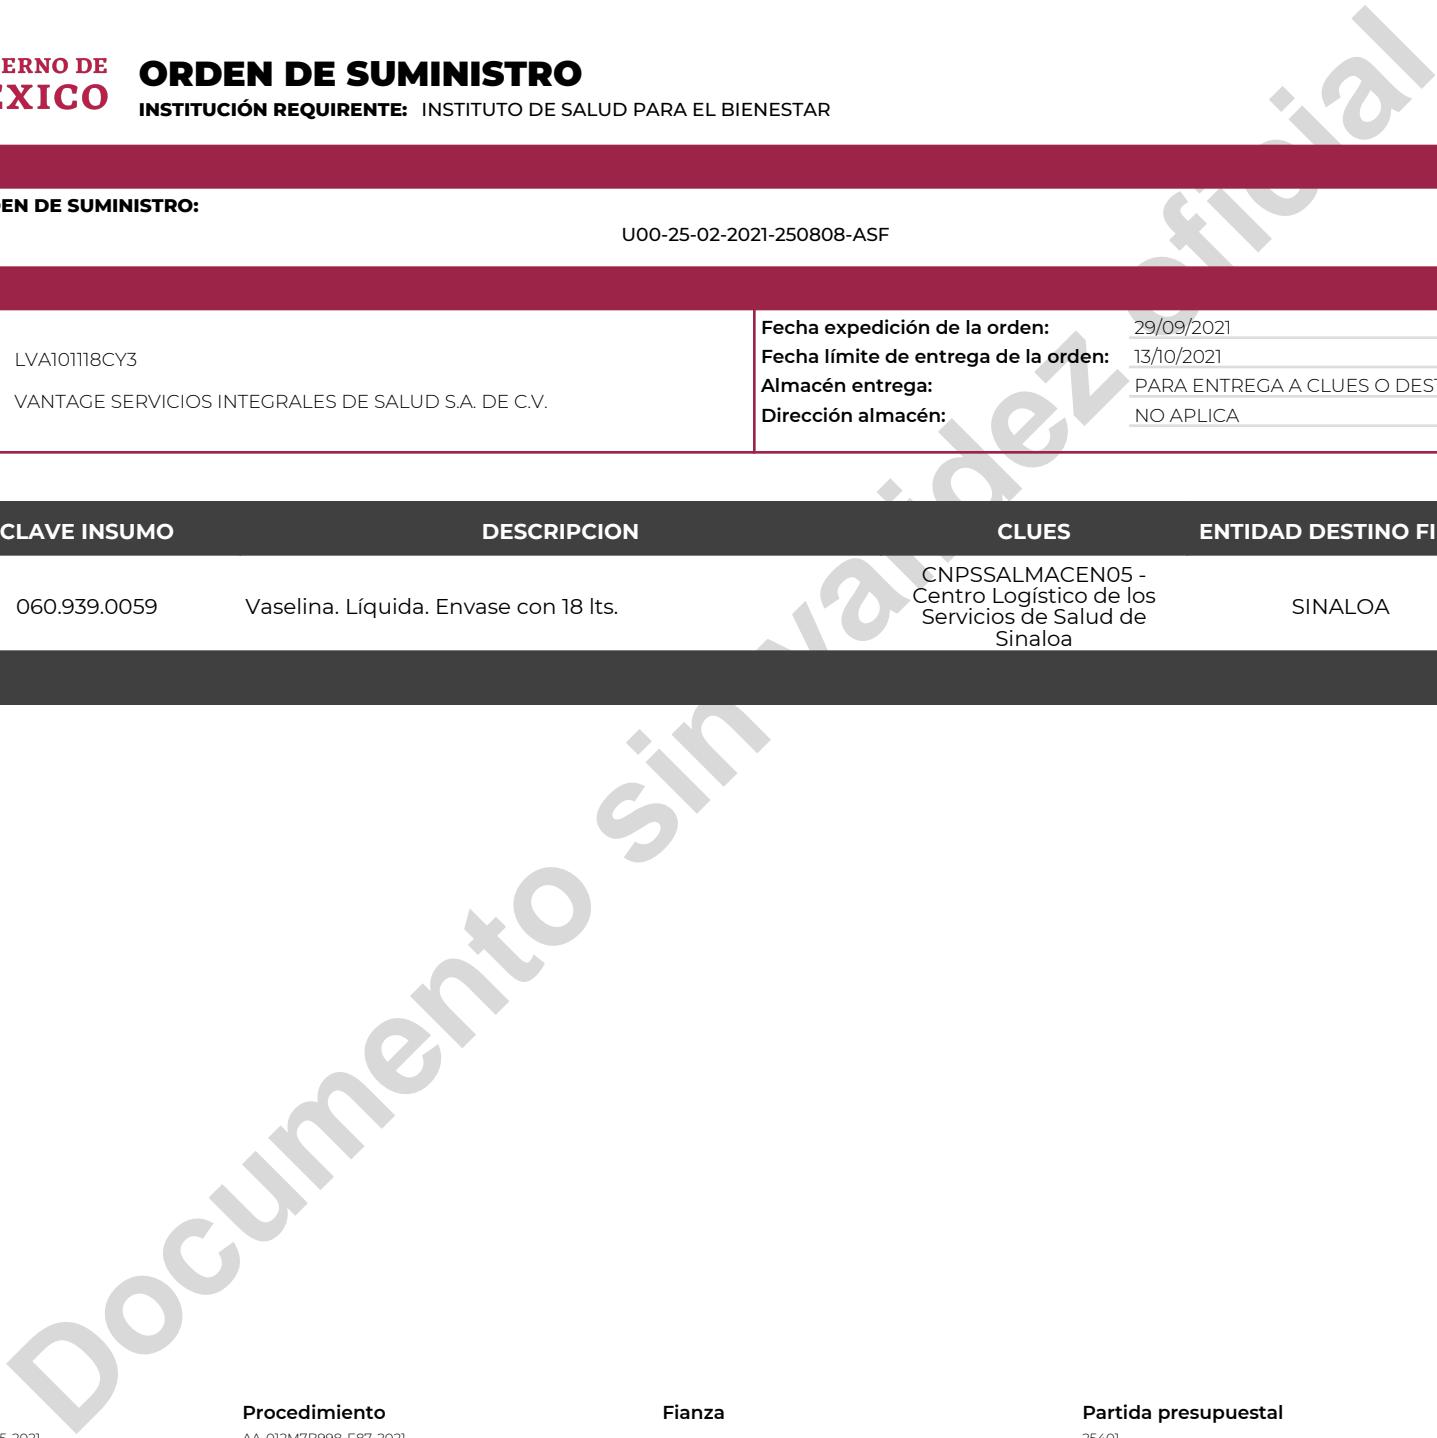 ERNO DE
EXICO
ORDEN DE SUMINISTRO
INSTITUCIÓN REQUIRENTE: INSTITUTO DE SALUD PARA EL BIENESTAR
EN DE SUMINISTRO:
U00-25-02-2021-250808-ASF
LVA101118CY3
VANTAGE SERVICIOS INTEGRALES DE SALUD S.A. DE C.V.
Fecha expedición de la orden: 29/09/2021
Fecha límite de entrega de la orden: 13/10/2021
Almacén entrega: PARA ENTREGA A CLUES O DEST
Dirección almacén: NO APLICA
CLAVE INSUMO DESCRIPCION CLUES ENTIDAD DESTINO FI
060.939.0059 Vaselina. Líquida. Envase con 18 lts. CNPSSALMACEN05 -
Centro Logístico de los
Servicios de Salud de
Sinaloa
SINALOA
Documento sin validez oficial
Procedimiento Fianza Partida presupuestal